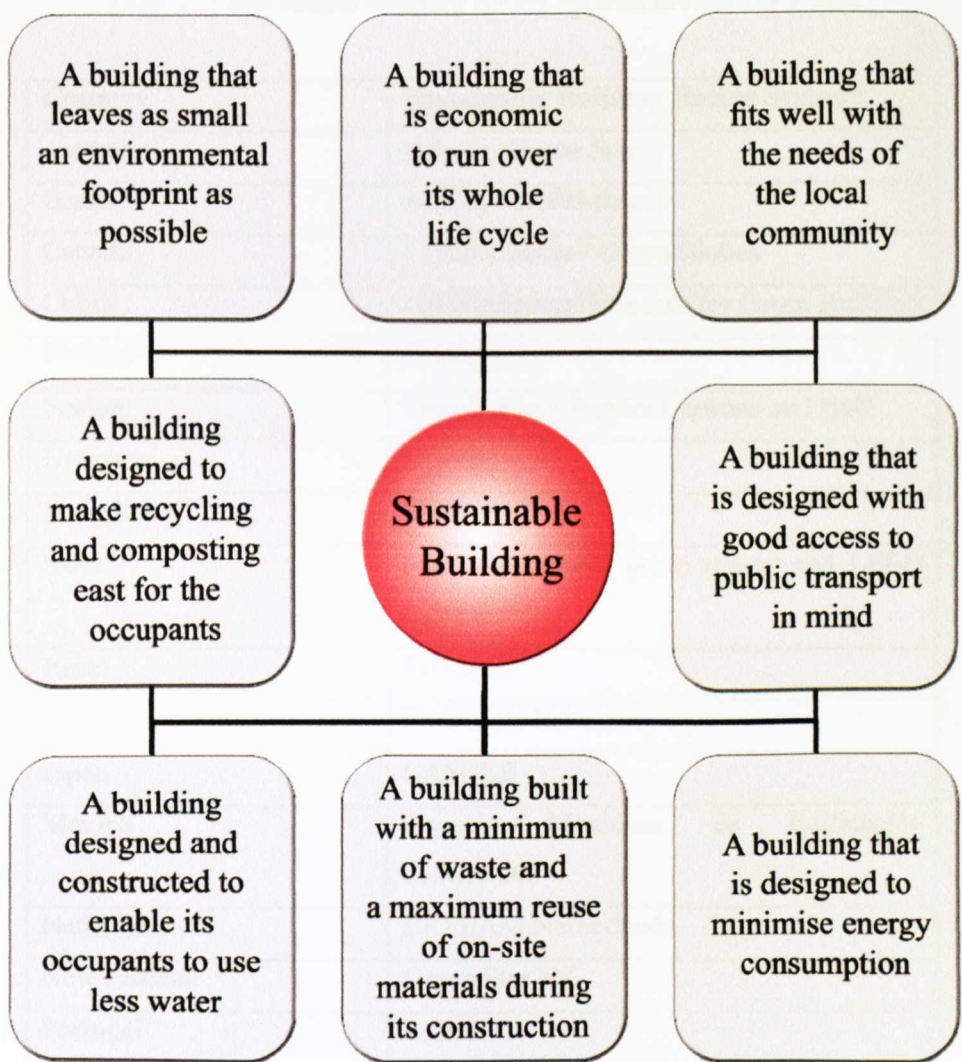 A building that
leaves as small
an environmental
footprint as
possible
A building that
is economic
to run over
its whole
life cycle
A building that
fits well with
the needs of
the local
community
A building
designed to
make recycling
and composting
east for the
occupants
Sustainable
Building
A building that
is designed with
good access to
public transport
in mind
A building
designed and
constructed to
enable its
occupants to use
less water
A building built
with a minimum
of waste and
a maximum reuse
of on-site
materials during
its construction
A building that
is designed to
minimise energy
consumption